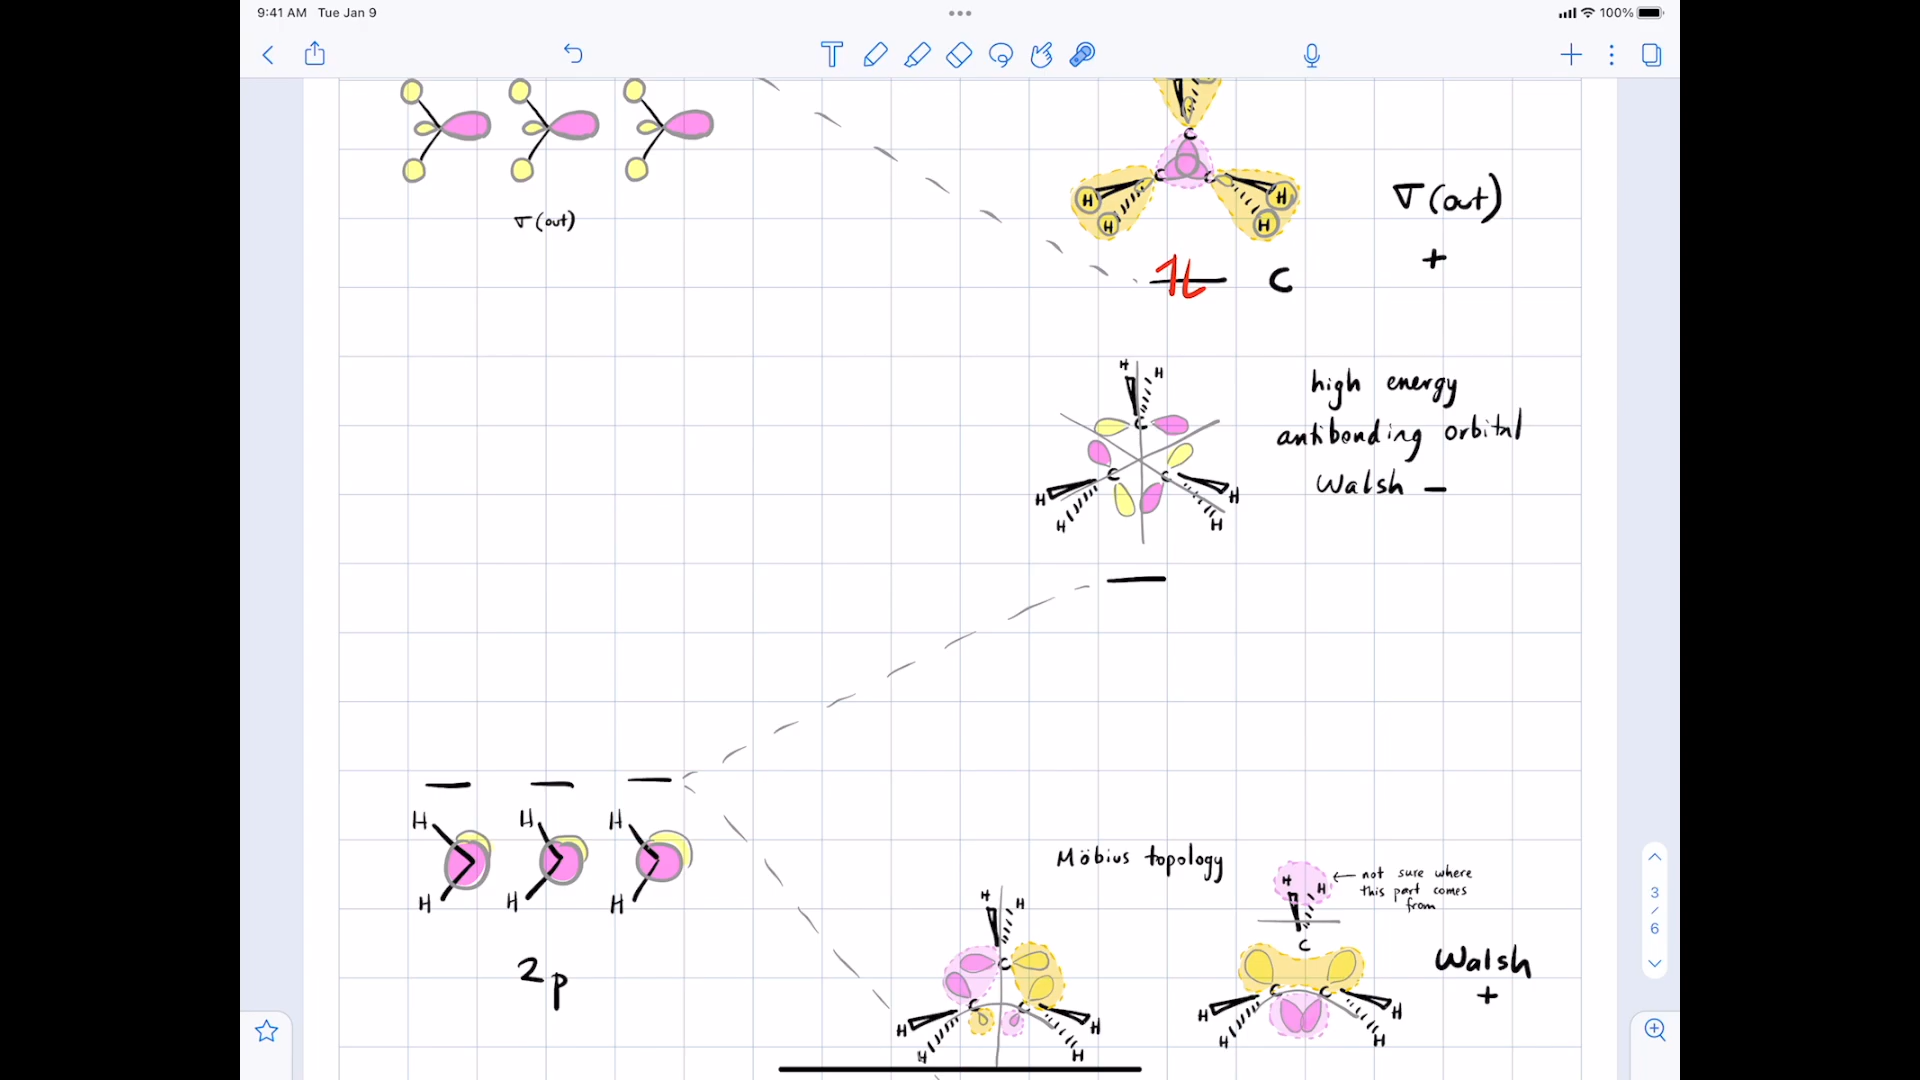 9:41 AM Tue Jan 9
100%
C
C C
H H
H H
σ(out)
σ(out)
+
1L C
H H
C
C C
H H
H H
high energy
antibonding orbital
Walsh −
H H H
H H H
2p
Möbius topology
H H
C
C C
H H
H H
H H
C
C C
H H
H H
← not sure where
this part comes
from
Walsh
+
3
/
6